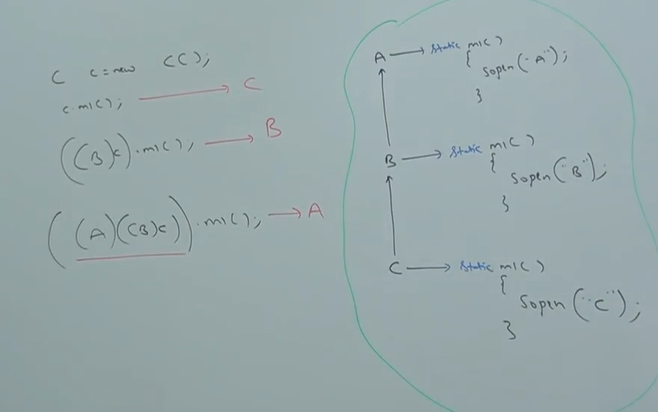 C c = new C();
c.m1(); → C
((B)c).m1(); → B
((A)((B)c)).m1(); → A
A → static m1()
{
Sopln("A");
}
B → static m1()
{
Sopln("B");
}
C → static m1()
{
Sopln("C");
}